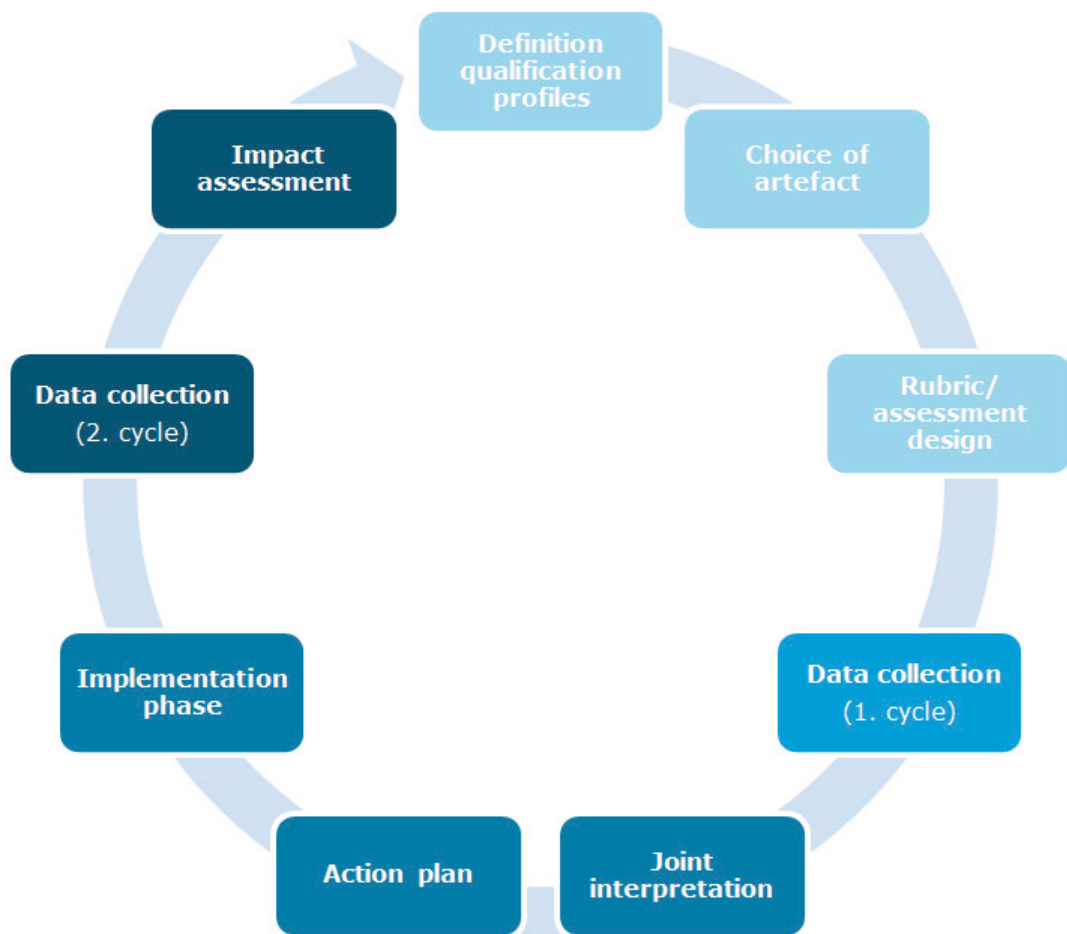 Definition
qualification
profiles
Choice of
artefact
Rubric/
assessment
design
Data collection
(1. cycle)
Joint
interpretation
Action plan
Implementation
phase
Data collection
(2. cycle)
Impact
assessment